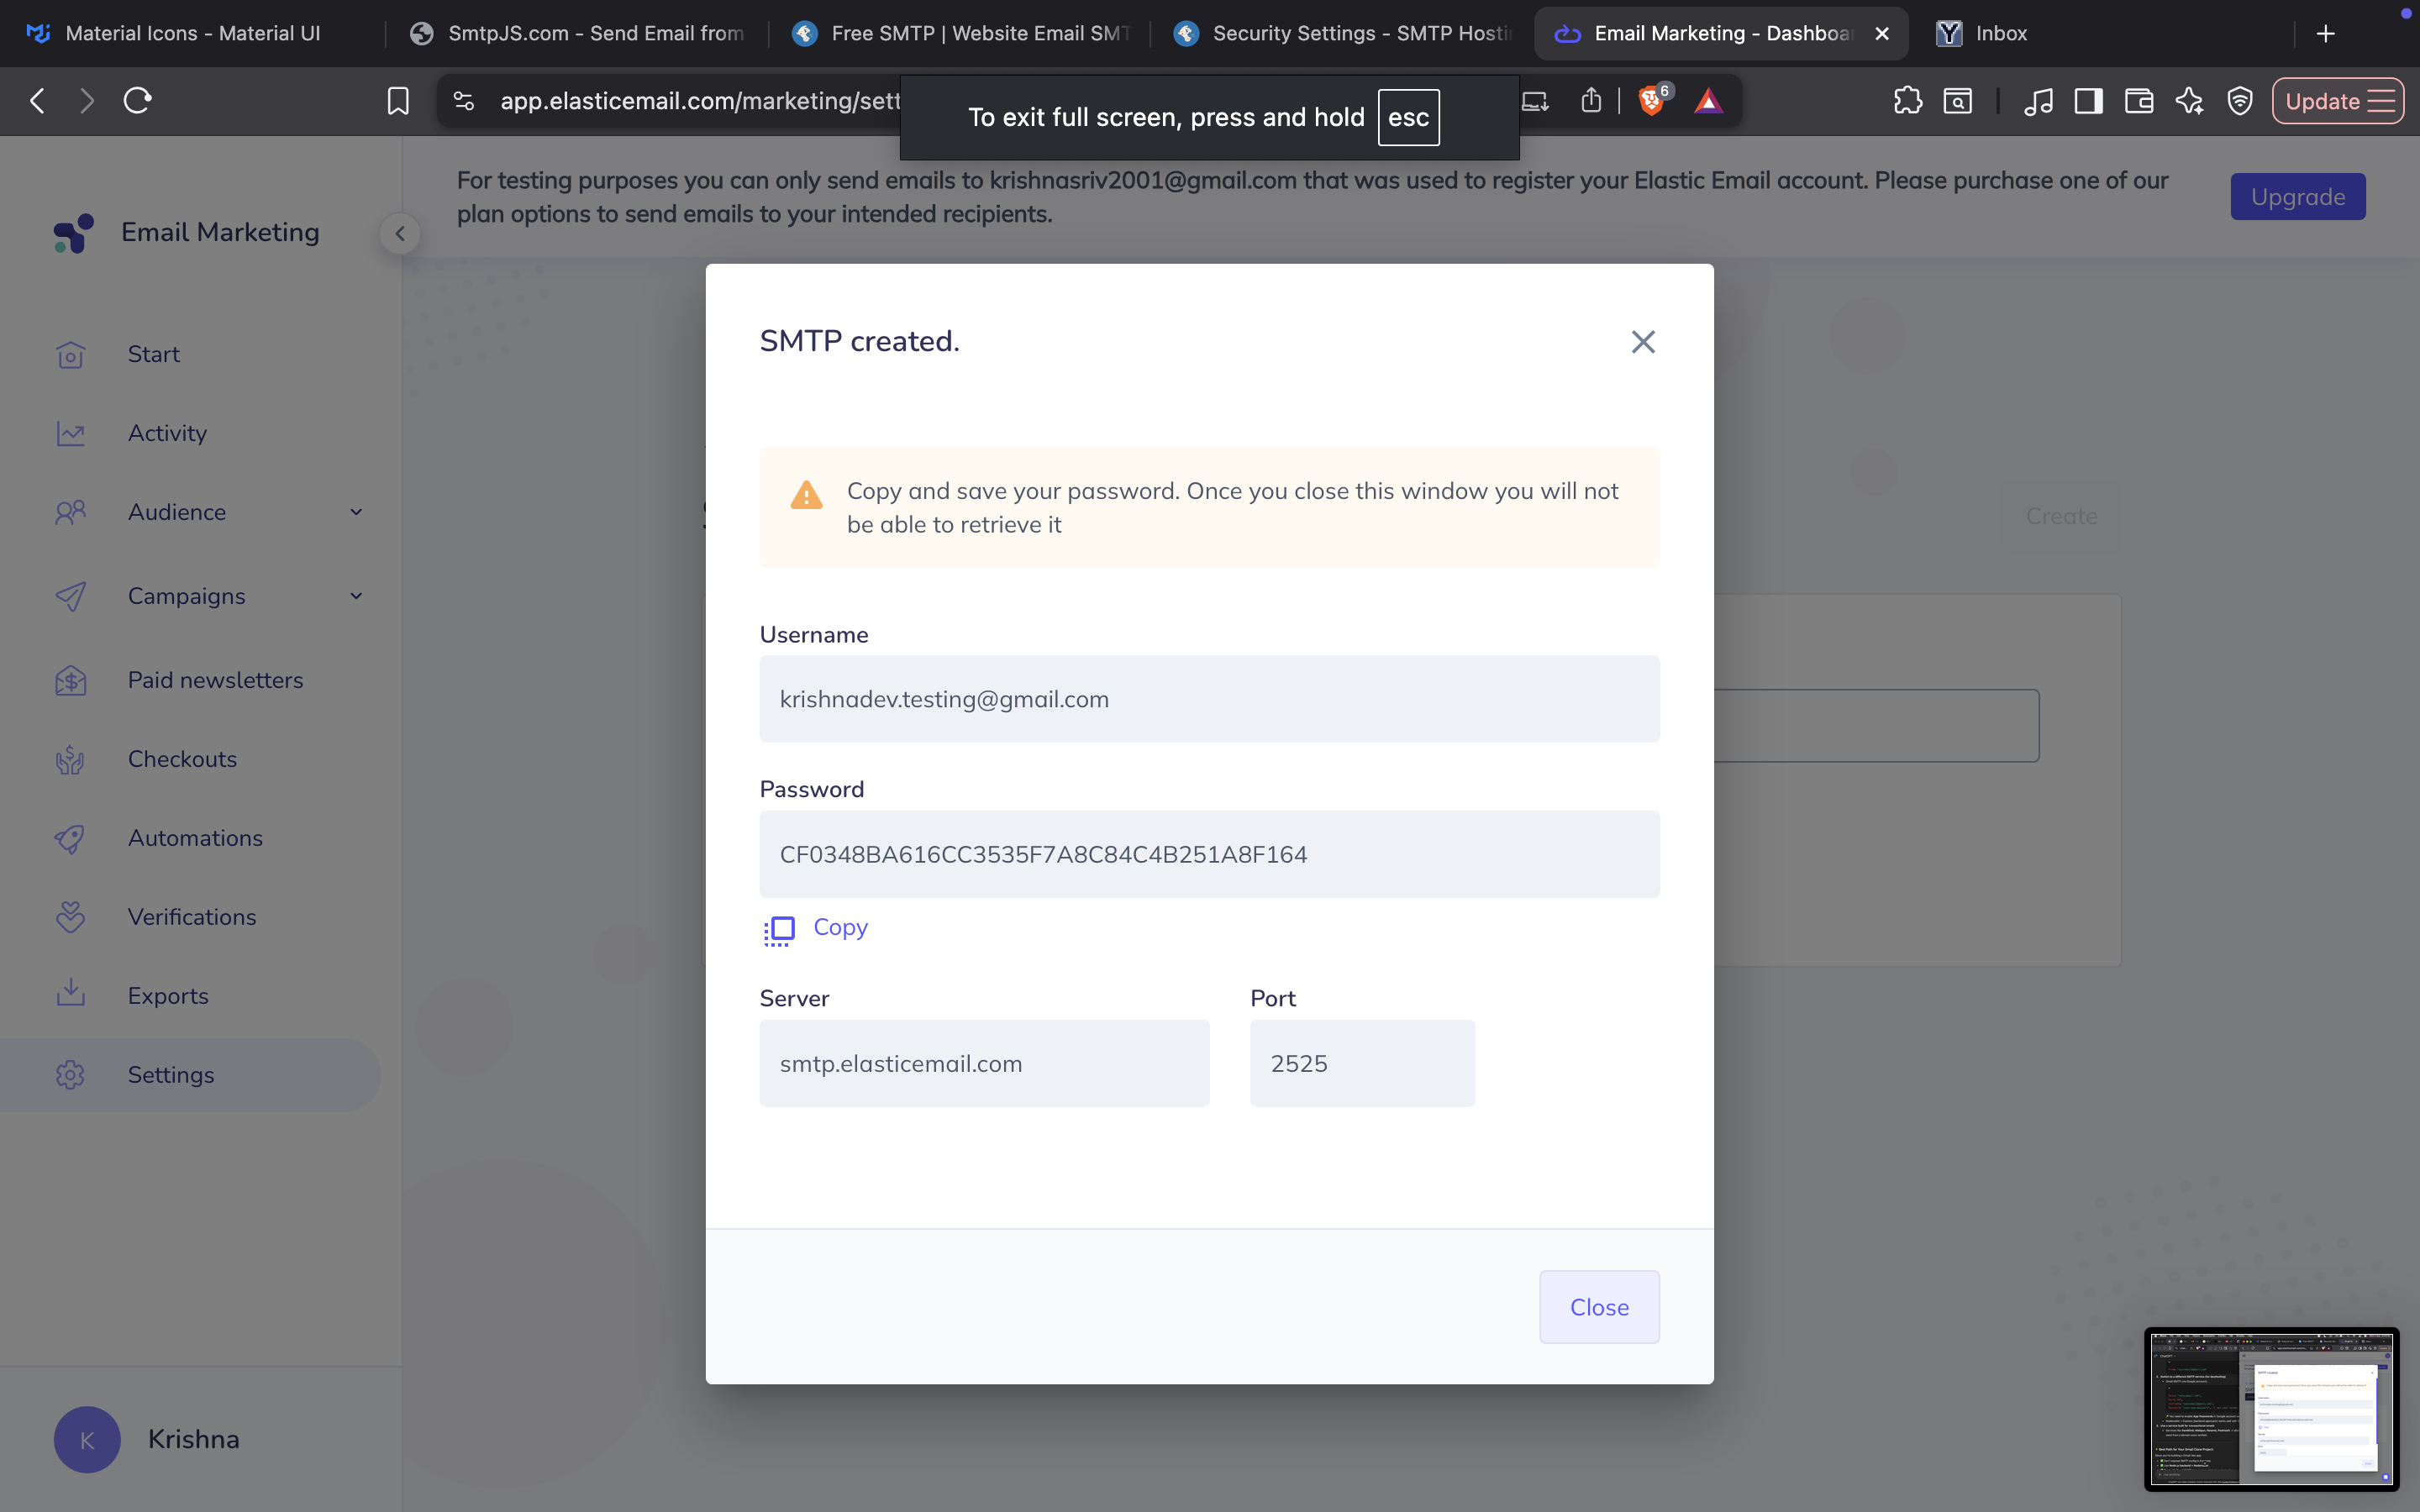 Material Icons - Material UI
SmtpJS.com - Send Email from
Free SMTP | Website Email SMT
Security Settings - SMTP Hosti
Email Marketing - Dashboa
Inbox
app.elasticemail.com/marketing/sett
To exit full screen, press and hold esc
6
Update
For testing purposes you can only send emails to krishnasriv2001@gmail.com that was used to register your Elastic Email account. Please purchase one of our
plan options to send emails to your intended recipients.
Upgrade
Email Marketing
Start
Activity
Audience
Campaigns
Paid newsletters
Checkouts
Automations
Verifications
Exports
Settings
K
Krishna
Create
SMTP created.
Copy and save your password. Once you close this window you will not
be able to retrieve it
Username
krishnadev.testing@gmail.com
Password
CF0348BA616CC3535F7A8C84C4B251A8F164
Copy
Server
Port
smtp.elasticemail.com
2525
Close